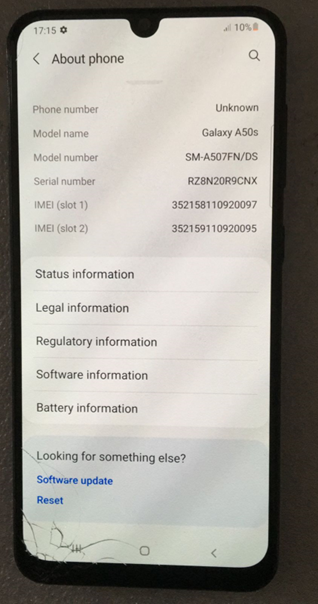 17:15 10%
About phone
Phone number Unknown
Model name Galaxy A50s
Model number SM-A507FN/DS
Serial number RZ8N20R9CNX
IMEI (slot 1) 352158110920097
IMEI (slot 2) 352159110920095
Status information
Legal information
Regulatory information
Software information
Battery information
Looking for something else?
Software update
Reset